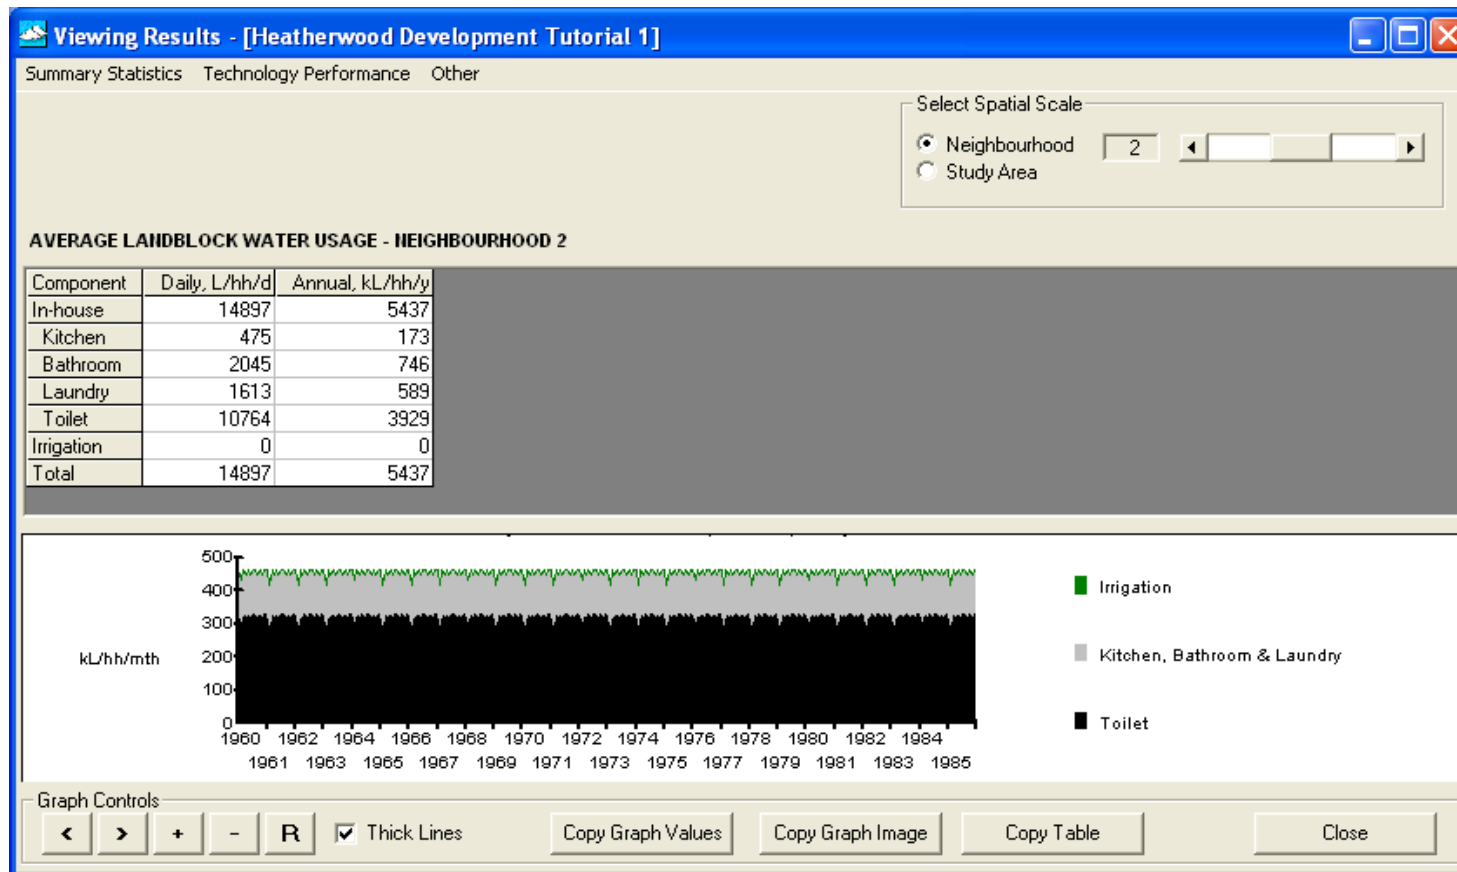 Viewing Results - [Heatherwood Development Tutorial 1]
Summary Statistics Technology Performance Other
Select Spatial Scale
Neighbourhood 2
Study Area
AVERAGE LANDBLOCK WATER USAGE - NEIGHBOURHOOD 2
Component Daily, L/hh/d Annual, kL/hh/y
In-house 14897 5437
Kitchen 475 173
Bathroom 2045 746
Laundry 1613 589
Toilet 10764 3929
Irrigation 0 0
Total 14897 5437
500
400
300
200
100
0
kL/hh/mth
1960 1962 1964 1966 1968 1970 1972 1974 1976 1978 1980 1982 1984
1961 1963 1965 1967 1969 1971 1973 1975 1977 1979 1981 1983 1985
Irrigation
Kitchen, Bathroom & Laundry
Toilet
Graph Controls
< > + - R Thick Lines Copy Graph Values Copy Graph Image Copy Table Close